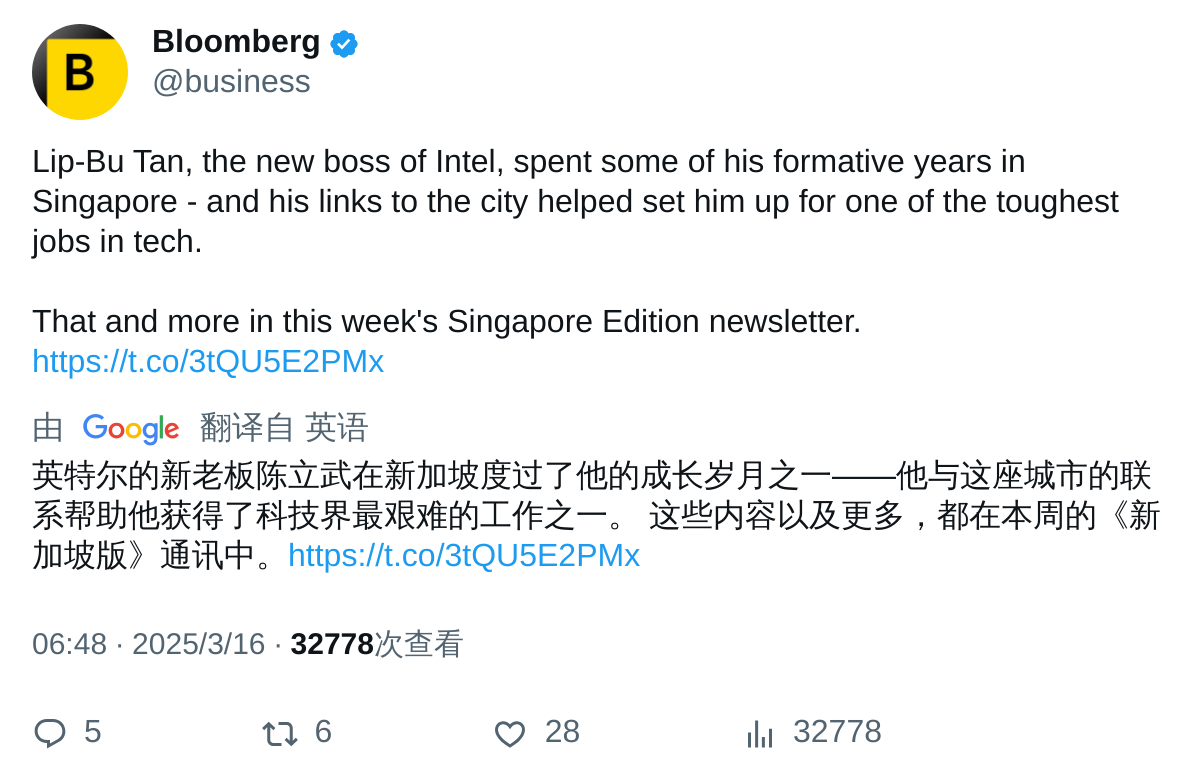 B
Bloomberg
@business
Lip-Bu Tan, the new boss of Intel, spent some of his formative years in
Singapore - and his links to the city helped set him up for one of the toughest
jobs in tech.
That and more in this week's Singapore Edition newsletter.
https://t.co/3tQU5E2PMx
由 Google 翻译自 英语
英特尔的新老板陈立武在新加坡度过了他的成长岁月之一——他与这座城市的联
系帮助他获得了科技界最艰难的工作之一。 这些内容以及更多，都在本周的《新
加坡版》通讯中。https://t.co/3tQU5E2PMx
06:48 · 2025/3/16 · 32778次查看
5 6 28 32778